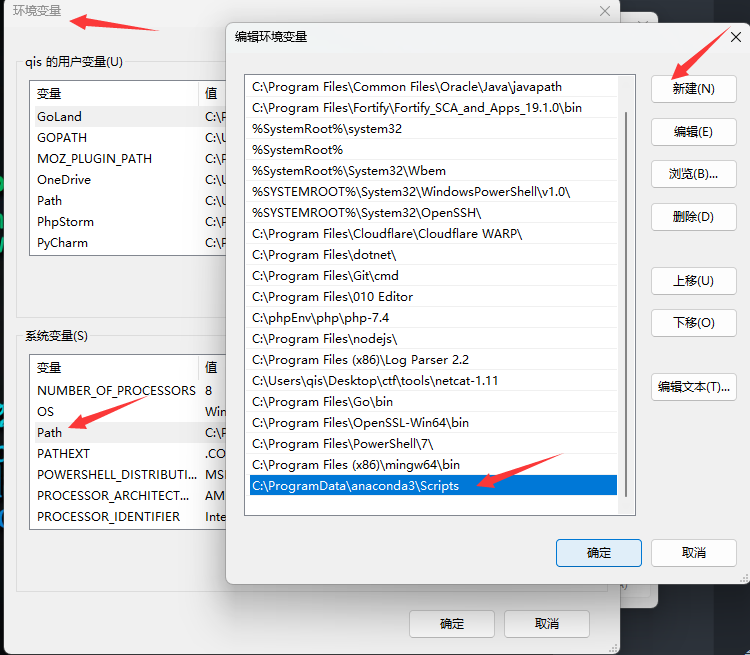 环境变量
qis 的用户变量(U)
变量 值
GoLand C:\P
GOPATH C:\U
MOZ_PLUGIN_PATH C:\P
OneDrive C:\U
Path C:\U
PhpStorm C:\P
PyCharm C:\P
系统变量(S)
变量 值
NUMBER_OF_PROCESSORS 8
OS Win
Path C:\P
PATHEXT .CO
POWERSHELL_DISTRIBUTI... MSI
PROCESSOR_ARCHITECT... AM
PROCESSOR_IDENTIFIER Inte
确定
取消
编辑环境变量
C:\Program Files\Common Files\Oracle\Java\javapath
C:\Program Files\Fortify\Fortify_SCA_and_Apps_19.1.0\bin
%SystemRoot%\system32
%SystemRoot%
%SystemRoot%\System32\Wbem
%SYSTEMROOT%\System32\WindowsPowerShell\v1.0\
%SYSTEMROOT%\System32\OpenSSH\
C:\Program Files\Cloudflare\Cloudflare WARP\
C:\Program Files\dotnet\
C:\Program Files\Git\cmd
C:\Program Files\010 Editor
C:\phpEnv\php\php-7.4
C:\Program Files\nodejs\
C:\Program Files (x86)\Log Parser 2.2
C:\Users\qis\Desktop\ctf\tools\netcat-1.11
C:\Program Files\Go\bin
C:\Program Files\OpenSSL-Win64\bin
C:\Program Files\PowerShell\7\
C:\Program Files (x86)\mingw64\bin
C:\ProgramData\anaconda3\Scripts
新建(N)
编辑(E)
浏览(B)...
删除(D)
上移(U)
下移(O)
编辑文本(T)...
确定
取消